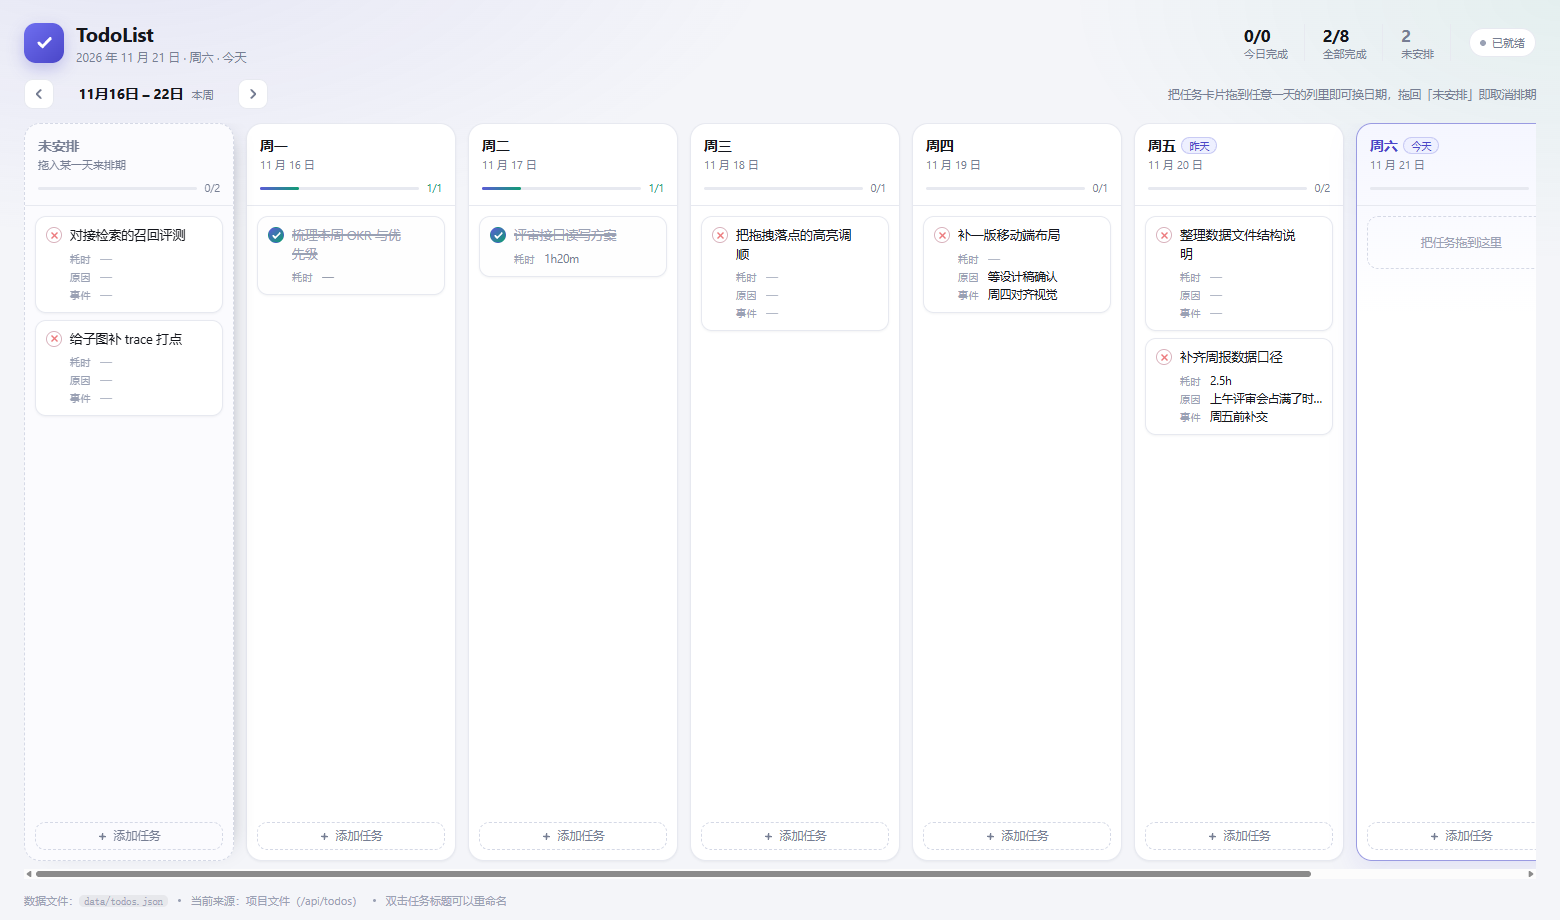 TodoList
2026 年 11 月 21 日 · 周六 · 今天
0/0
今日完成
2/8
全部完成
2
未安排
已就绪
11月16日 – 22日 本周
把任务卡片拖到任意一天的列里即可换日期，拖回「未安排」即取消排期
未安排
拖入某一天来排期
0/2
对接检索的召回评测
耗时 —
原因 —
事件 —
给子图补 trace 打点
耗时 —
原因 —
事件 —
+ 添加任务
周一
11 月 16 日
1/1
梳理本周 OKR 与优
先级
耗时 —
+ 添加任务
周二
11 月 17 日
1/1
评审接口读写方案
耗时 1h20m
+ 添加任务
周三
11 月 18 日
0/1
把拖拽落点的高亮调
顺
耗时 —
原因 —
事件 —
+ 添加任务
周四
11 月 19 日
0/1
补一版移动端布局
耗时 —
原因 等设计稿确认
事件 周四对齐视觉
+ 添加任务
周五 昨天
11 月 20 日
0/2
整理数据文件结构说
明
耗时 —
原因 —
事件 —
补齐周报数据口径
耗时 2.5h
原因 上午评审会占满了时...
事件 周五前补交
+ 添加任务
周六 今天
11 月 21 日
把任务拖到这里
+ 添加任务
数据文件： data/todos.json • 当前来源：项目文件（/api/todos） • 双击任务标题可以重命名